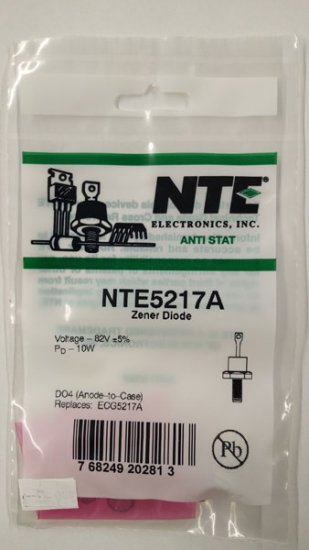 NTE
ELECTRONICS, INC.
ANTI STAT
NTE5217A
Zener Diode
Voltage – 82V ±5%
PD – 10W
DO4 (Anode-to-Case)
Replaces: ECG5217A
Pb
7 68249 20281 3